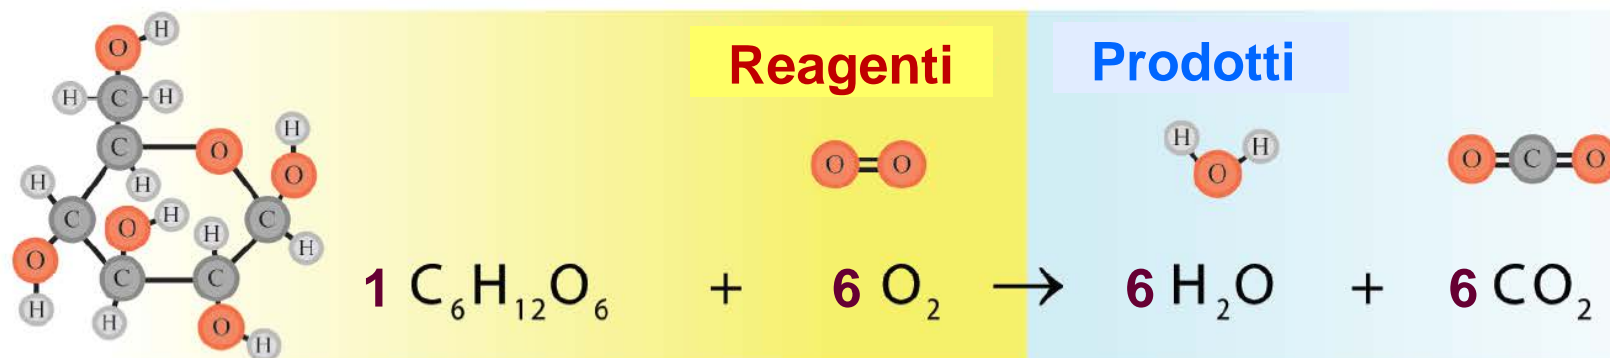 Reagenti Prodotti
O H
H C H
C O H
H H O
C O H H C H
O C C
H H O H
O=O
H O H
O=C=O
1 C₆H₁₂O₆ + 6 O₂ → 6 H₂O + 6 CO₂